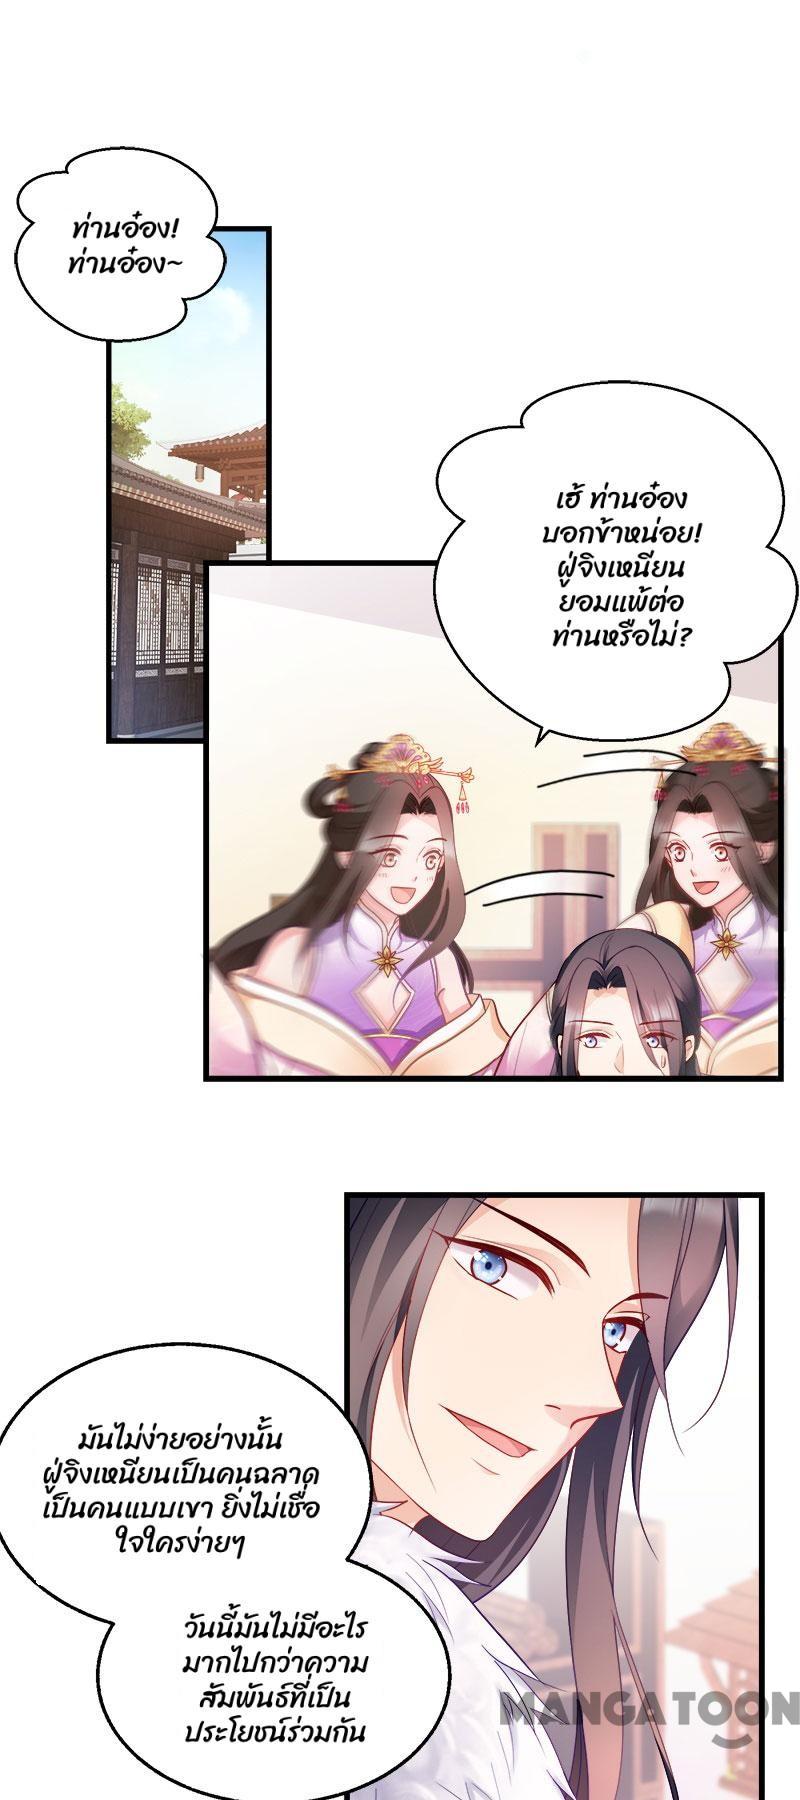 ท่านอ๋อง!
ท่านอ๋อง~
เฮ้ ท่านอ๋อง
บอกข้าหน่อย!
ฝู่จิงเหนียน
ยอมแพ้ต่อ
ท่านหรือไม่?
มันไม่ง่ายอย่างนั้น
ฝู่จิงเหนียนเป็นคนฉลาด
เป็นคนแบบเขา ยิ่งไม่เชื่อ
ใจใครง่ายๆ
วันนี้มันไม่มีอะไร
มากไปกว่าความ
สัมพันธ์ที่เป็น
ประโยชน์ร่วมกัน
MANGATOON